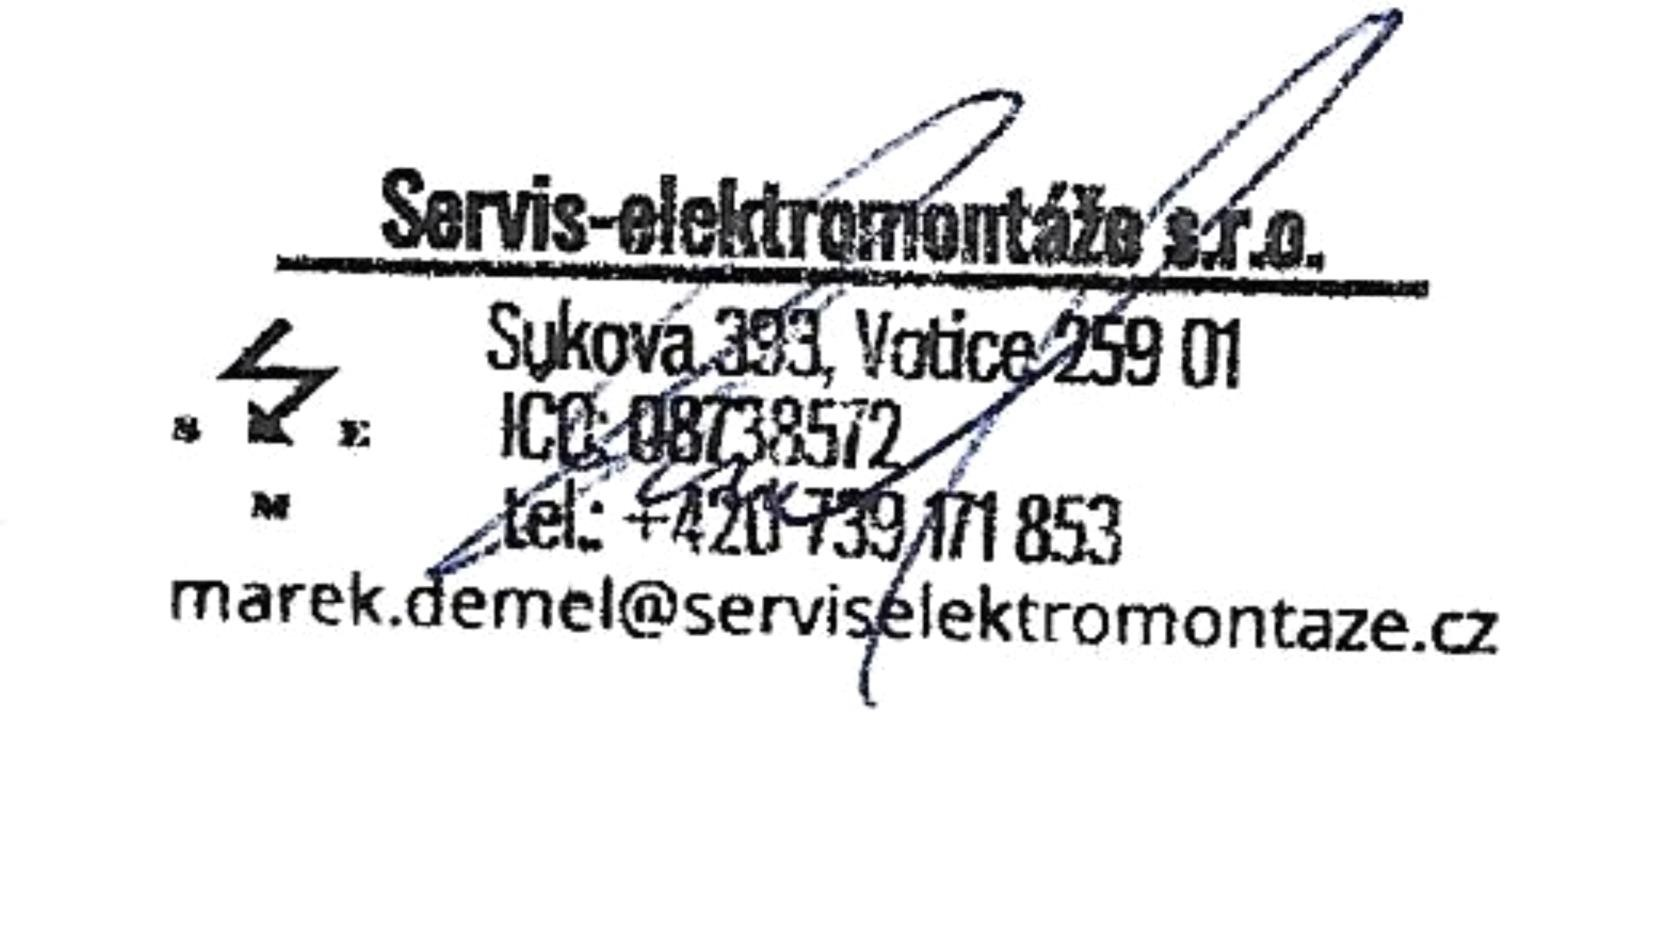 Servis-elektromontáže s.r.o.
Sukova 393, Votice 259 01
IČO: 08738572
S E
tel.: +420 739 171 853
M
marek.demel@serviselektromontaze.cz